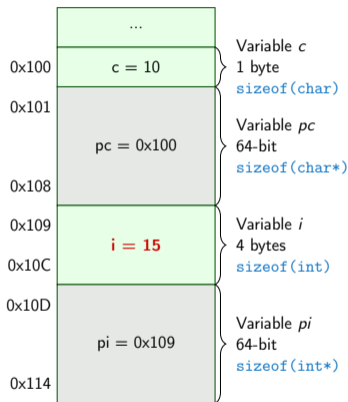 ...
0x100
c = 10
Variable c
1 byte
sizeof(char)
0x101
pc = 0x100
0x108
Variable pc
64-bit
sizeof(char*)
0x109
i = 15
0x10C
Variable i
4 bytes
sizeof(int)
0x10D
pi = 0x109
0x114
Variable pi
64-bit
sizeof(int*)